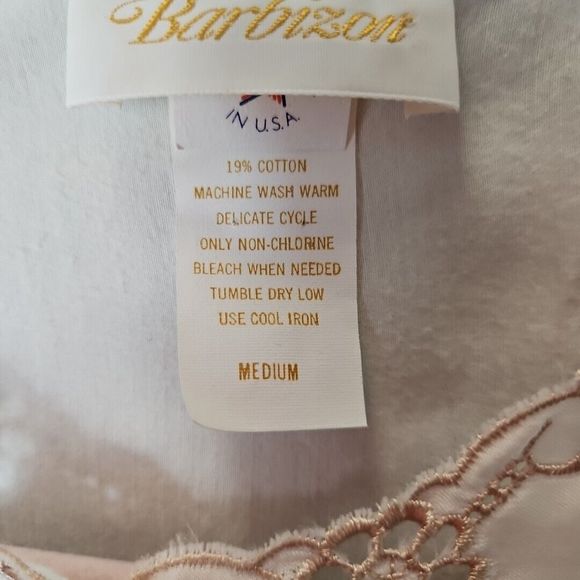 Barbizon
IN U.S.A.
19% COTTON
MACHINE WASH WARM
DELICATE CYCLE
ONLY NON-CHLORINE
BLEACH WHEN NEEDED
TUMBLE DRY LOW
USE COOL IRON
MEDIUM